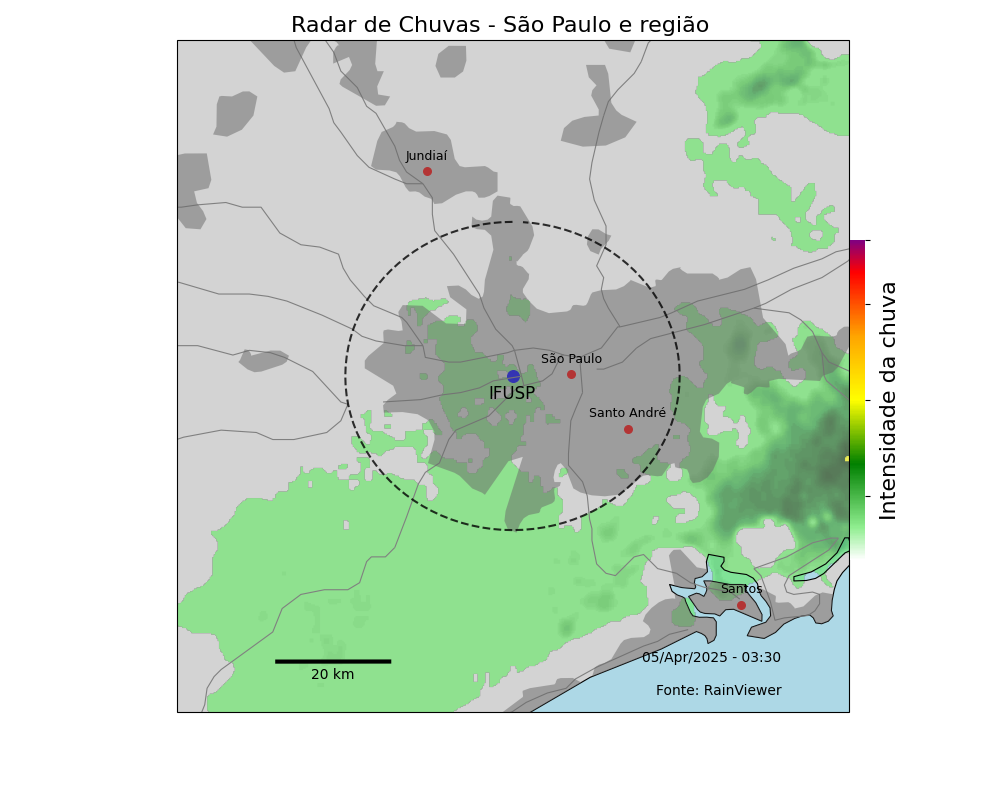 Radar de Chuvas - São Paulo e região
Jundiaí
São Paulo
IFUSP
Santo André
Intensidade da chuva
Santos
05/Apr/2025 - 03:30
20 km
Fonte: RainViewer